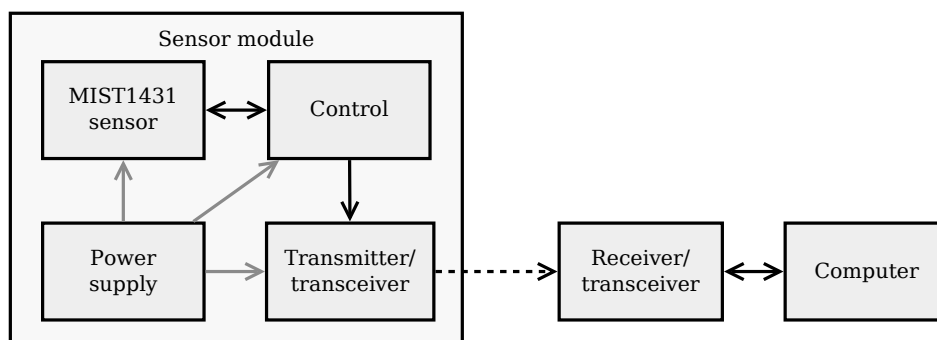 Sensor module
MIST1431
sensor
Control
Power
supply
Transmitter/
transceiver
Receiver/
transceiver
Computer